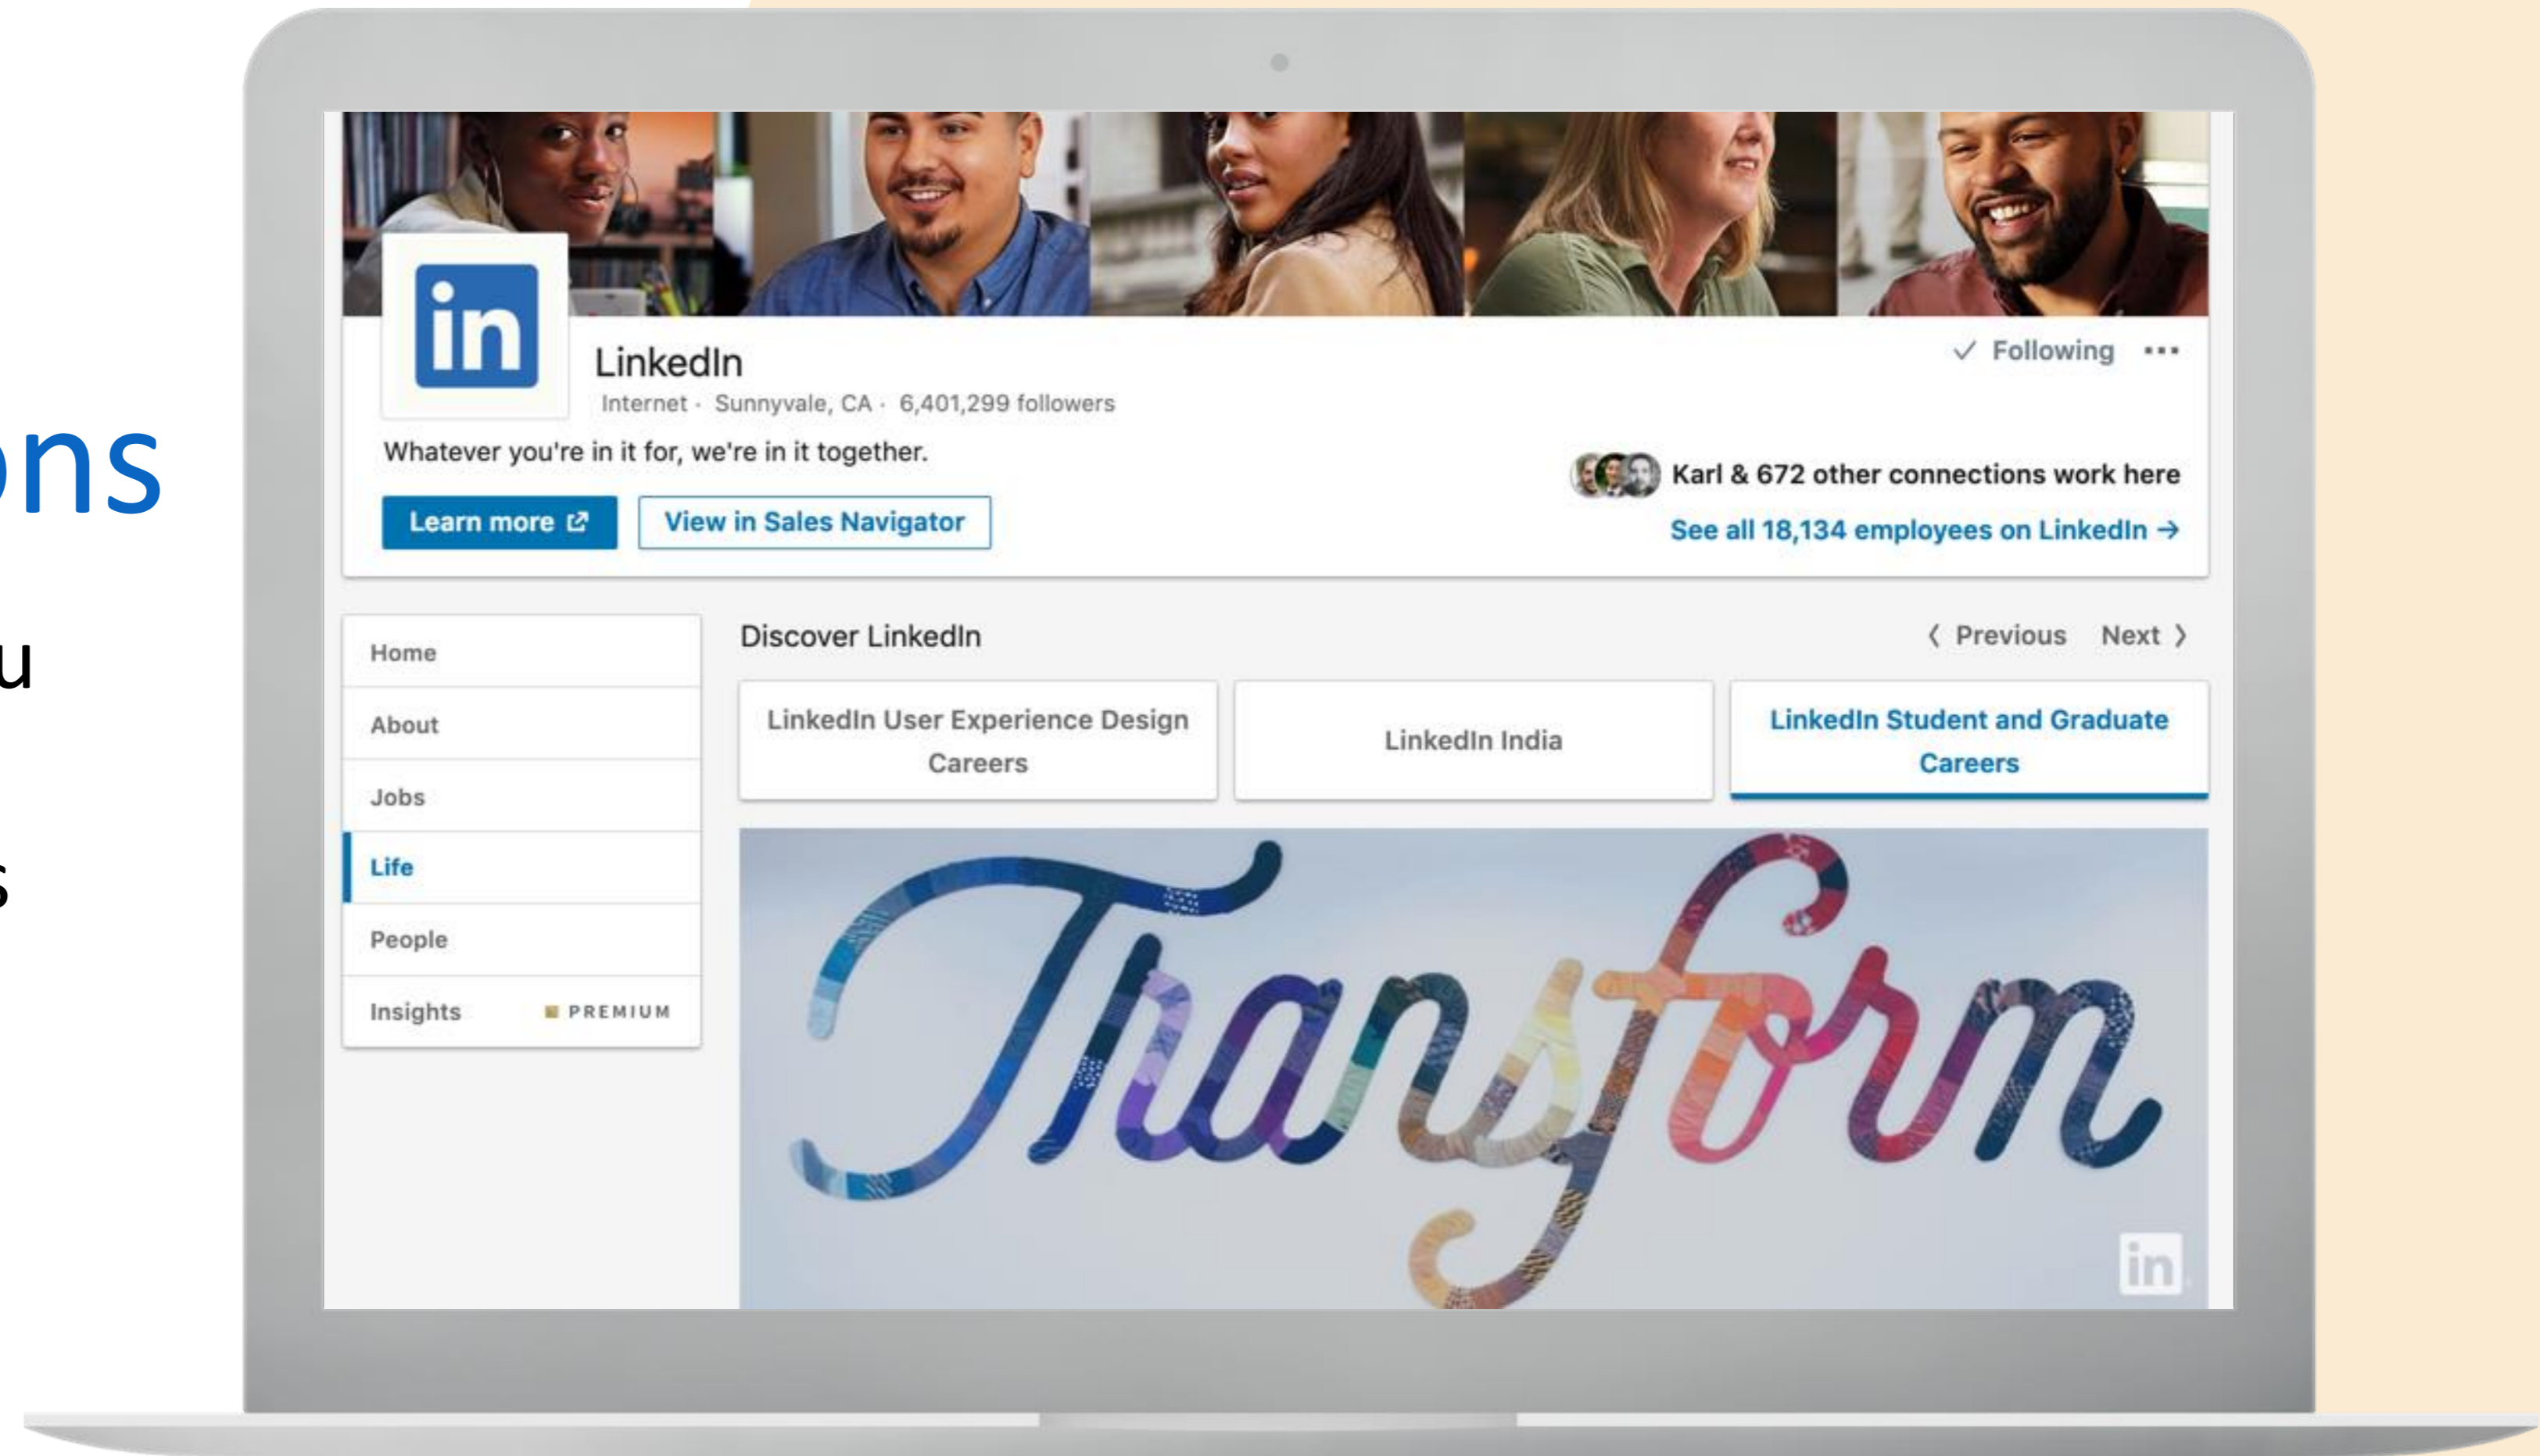 ons
u
s
in
LinkedIn
Internet · Sunnyvale, CA · 6,401,299 followers
✓ Following ...
Whatever you're in it for, we're in it together.
Karl & 672 other connections work here
Learn more
View in Sales Navigator
See all 18,134 employees on LinkedIn →
Home
About
Jobs
Life
People
Insights PREMIUM
Discover LinkedIn
Previous Next
LinkedIn User Experience Design
Careers
LinkedIn India
LinkedIn Student and Graduate
Careers
Transform
in